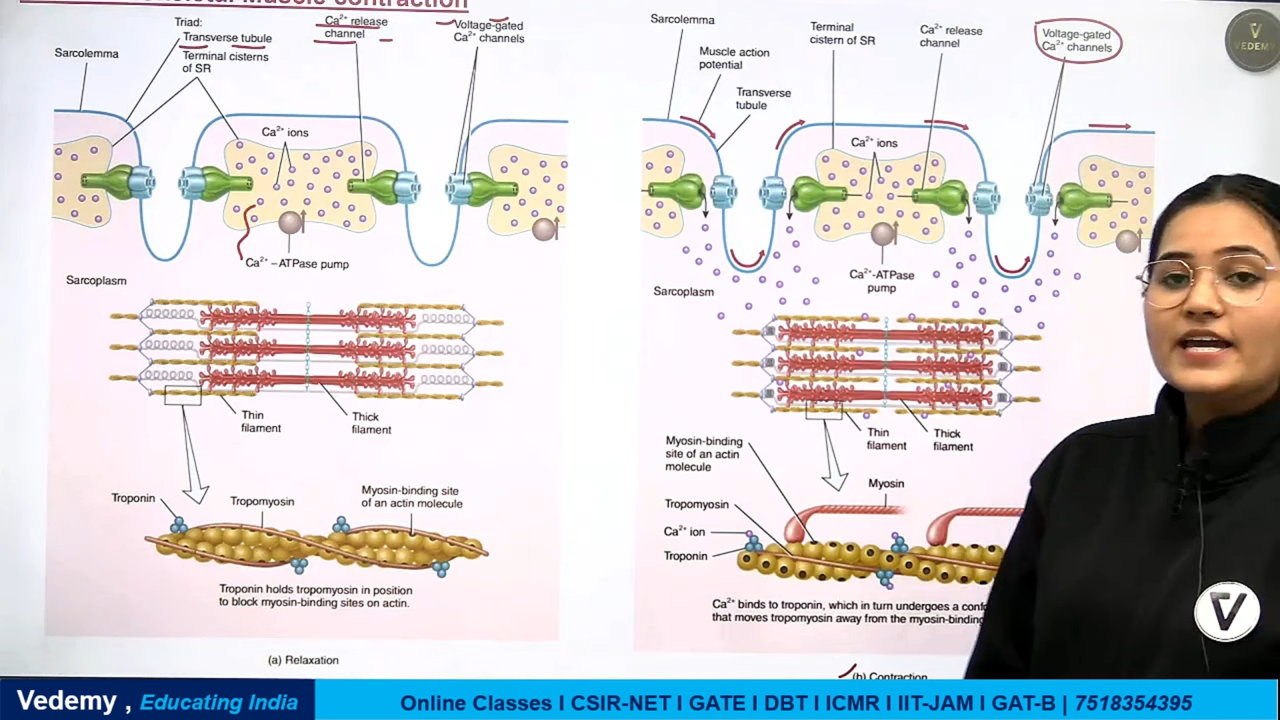 Skeletal Muscle contraction
Triad:
Transverse tubule
Terminal cisterns
of SR
Ca²⁺ release
channel
Voltage-gated
Ca²⁺ channels
Sarcolemma
Ca²⁺ ions
Ca²⁺ –ATPase pump
Sarcoplasm
Thin
filament
Thick
filament
Troponin
Tropomyosin
Myosin-binding site
of an actin molecule
Troponin holds tropomyosin in position
to block myosin-binding sites on actin.
(a) Relaxation
Sarcolemma
Muscle action
potential
Transverse
tubule
Terminal
cistern of SR
Ca²⁺ release
channel
Voltage-gated
Ca²⁺ channels
Ca²⁺ ions
Ca²⁺-ATPase
pump
Sarcoplasm
Thin
filament
Thick
filament
Myosin-binding
site of an actin
molecule
Myosin
Tropomyosin
Ca²⁺ ion
Troponin
Ca²⁺ binds to troponin, which in turn undergoes a
that moves tropomyosin away from the myosin-binding
(b) Contraction
VEDEMY
Vedemy , Educating India
Online Classes I CSIR-NET I GATE I DBT I ICMR I IIT-JAM I GAT-B | 7518354395